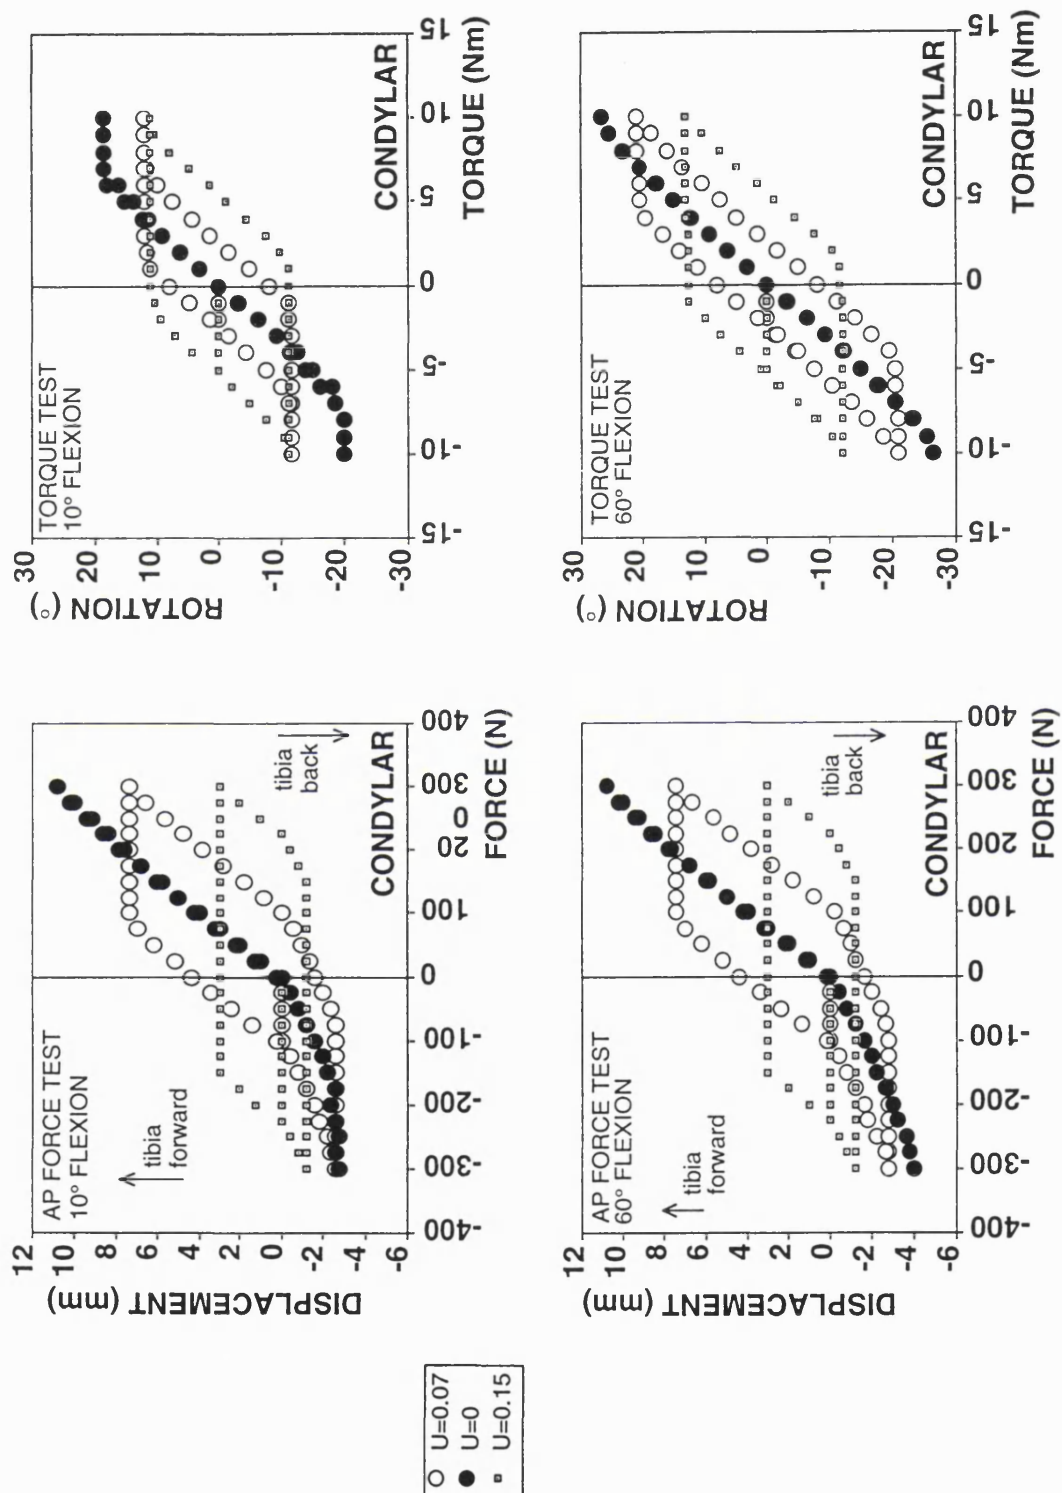 ○ U=0.07
● U=0
▫ U=0.15
AP FORCE TEST
10° FLEXION
tibia
forward
tibia
back
CONDYLAR
DISPLACEMENT (mm)
12
10
8
6
4
2
0
-2
-4
-6
-400
-300
-200
-100
0
100
20
0
300
400
FORCE (N)
TORQUE TEST
10° FLEXION
CONDYLAR
ROTATION (°)
30
20
10
0
-10
-20
-30
-15
-10
-5
0
5
10
15
TORQUE (Nm)
AP FORCE TEST
60° FLEXION
tibia
forward
tibia
back
CONDYLAR
DISPLACEMENT (mm)
12
10
8
6
4
2
0
-2
-4
-6
-400
-300
-200
-100
0
100
200
300
400
FORCE (N)
TORQUE TEST
60° FLEXION
CONDYLAR
ROTATION (°)
30
20
10
0
-10
-20
-30
-15
-10
-5
0
5
10
15
TORQUE (Nm)